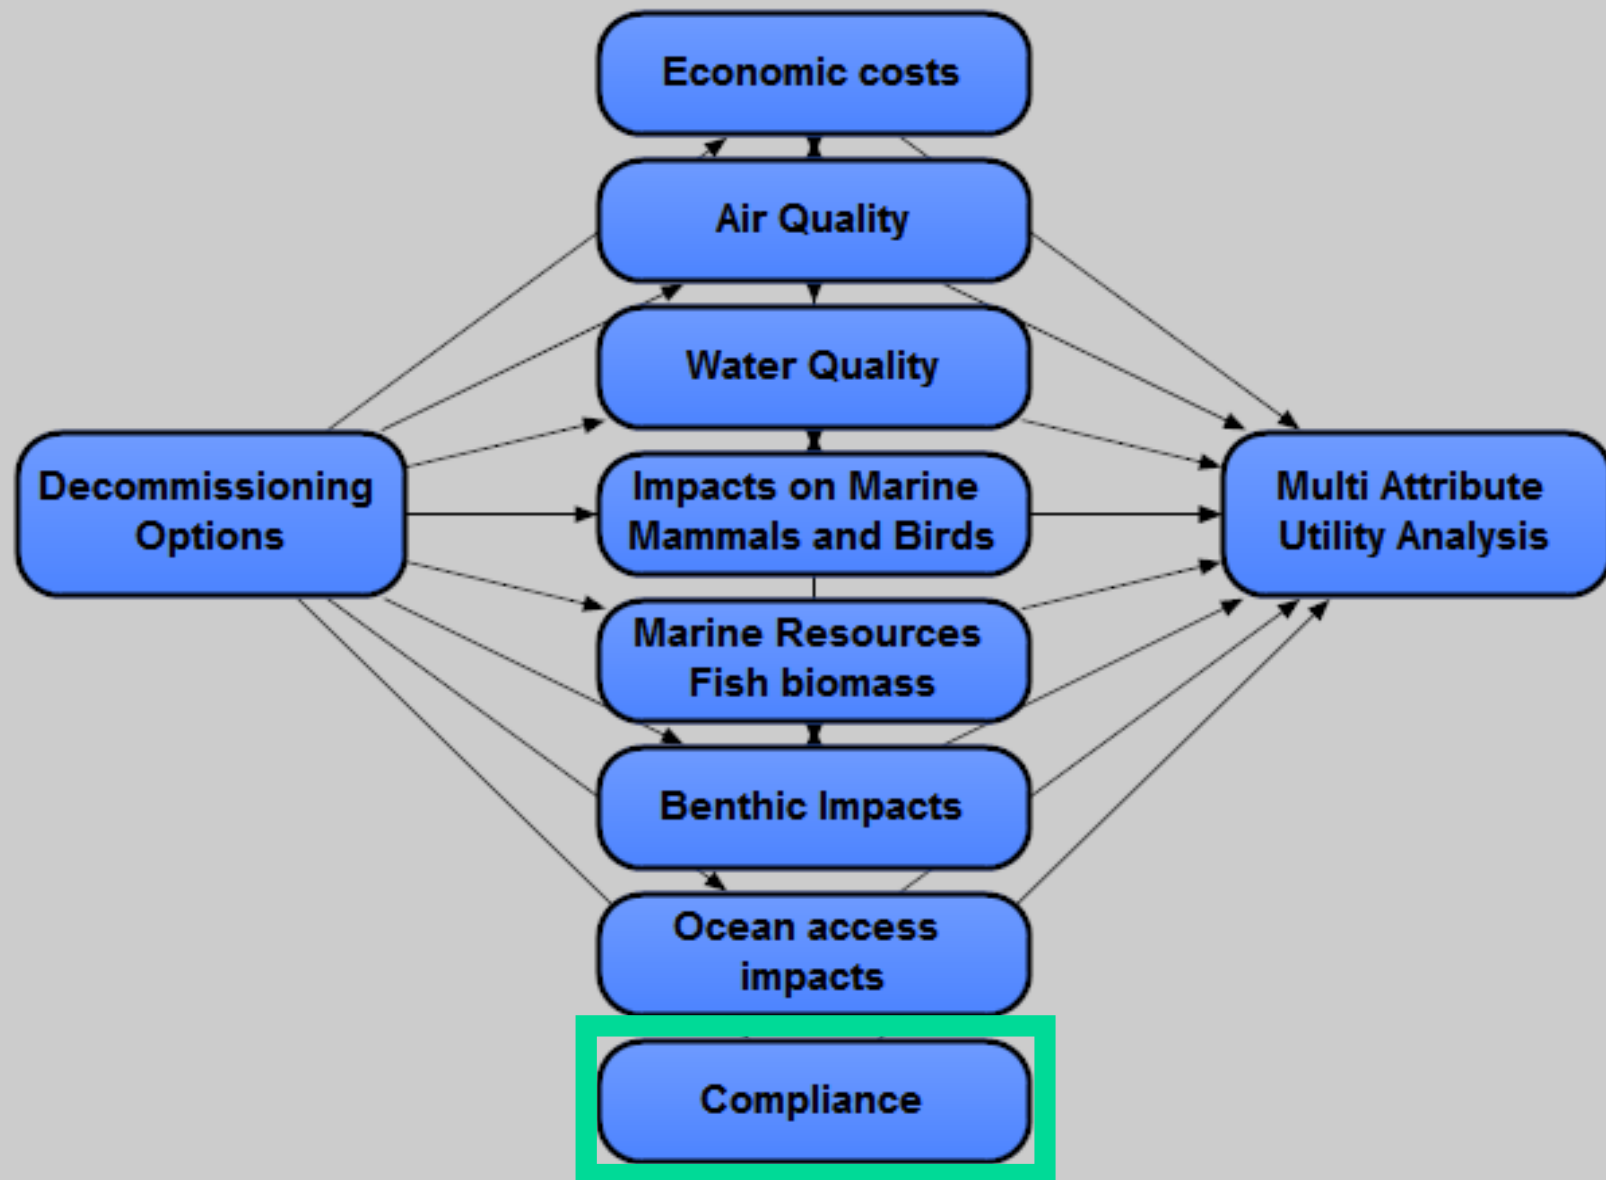 Economic costs
Air Quality
Water Quality
Decommissioning
Options
Impacts on Marine
Mammals and Birds
Multi Attribute
Utility Analysis
Marine Resources
Fish biomass
Benthic Impacts
Ocean access
impacts
Compliance